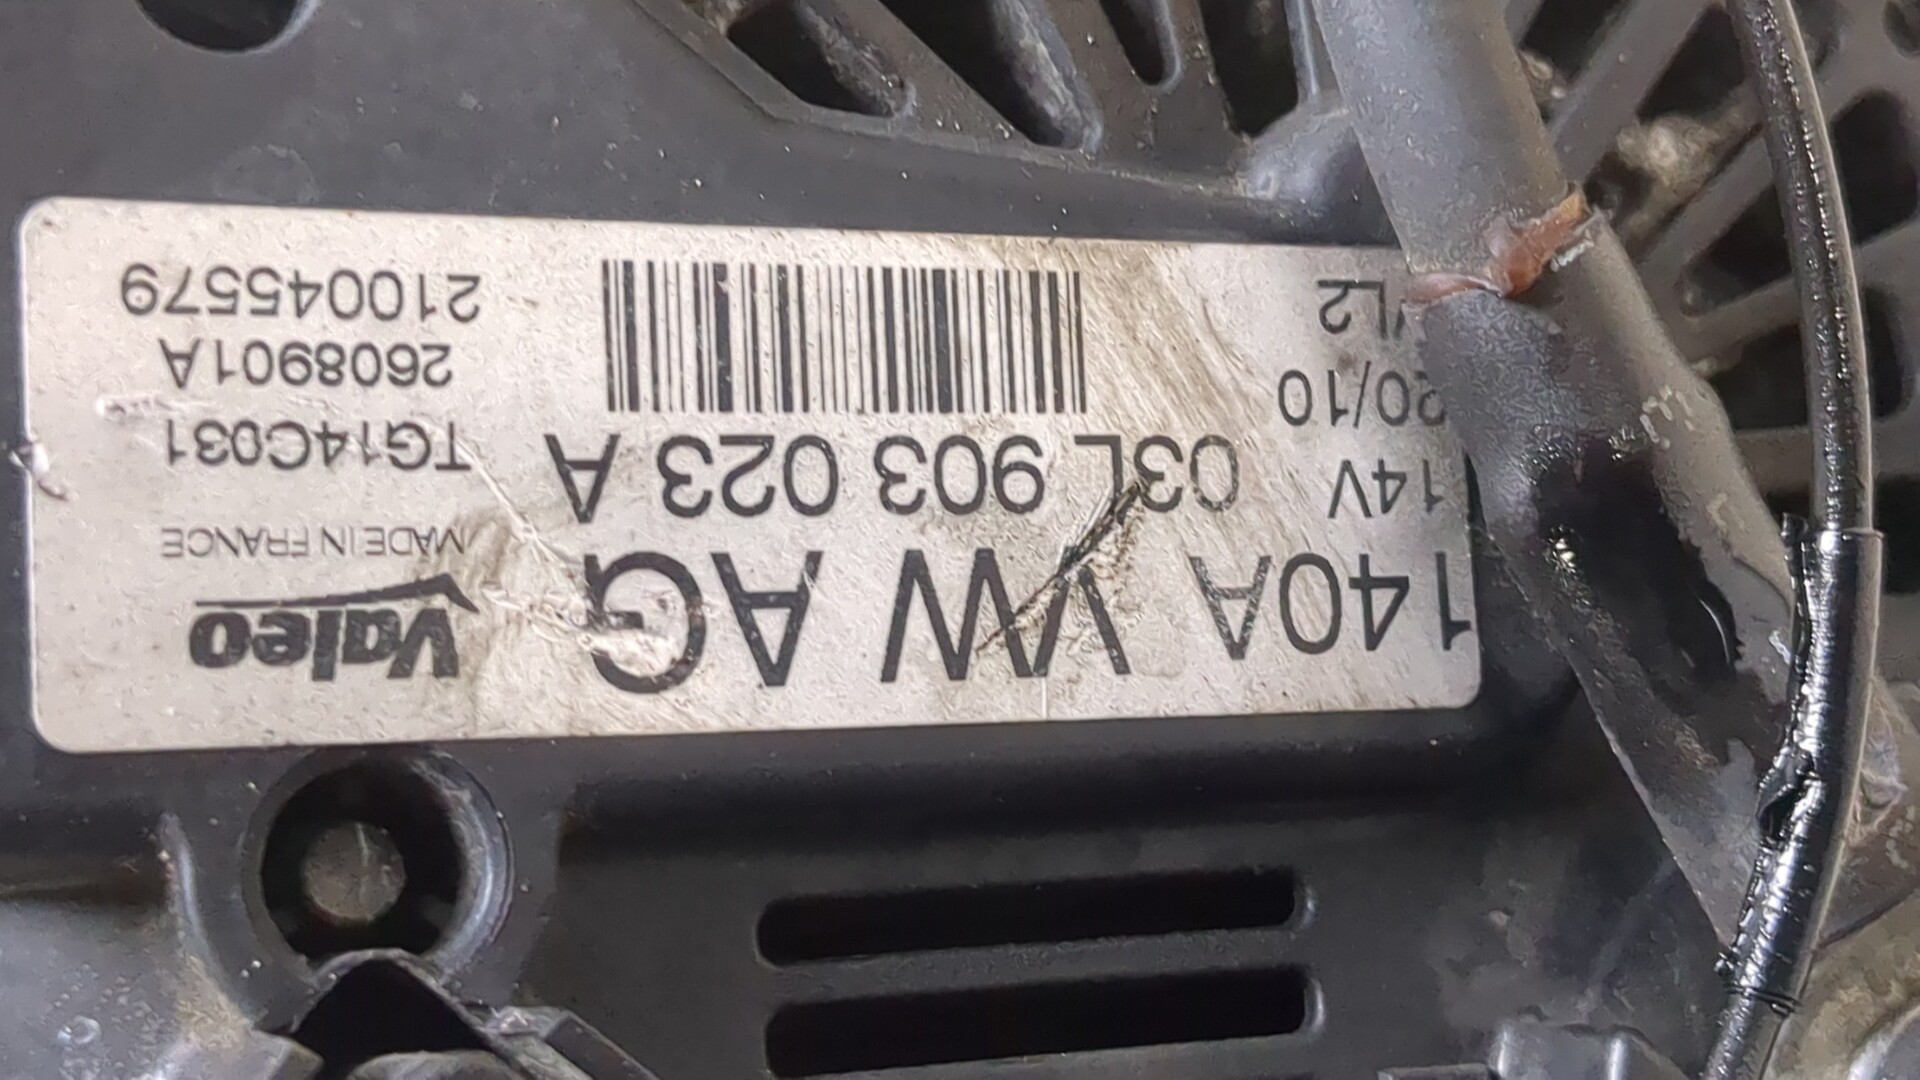 140A VW AG
14V 03L 903 023 A
20/10
L2
Valeo
MADE IN FRANCE
TG14C031
2608901A
210045579